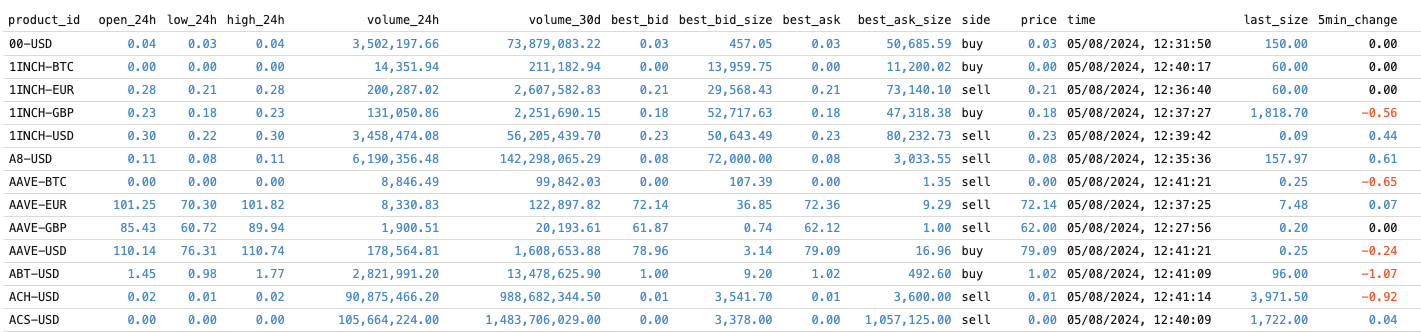 product_id open_24h low_24h high_24h volume_24h volume_30d best_bid best_bid_size best_ask best_ask_size side price time last_size 5min_change
00-USD 0.04 0.03 0.04 3,502,197.66 73,879,083.22 0.03 457.05 0.03 50,685.59 buy 0.03 05/08/2024, 12:31:50 150.00 0.00
1INCH-BTC 0.00 0.00 0.00 14,351.94 211,182.94 0.00 13,959.75 0.00 11,200.02 buy 0.00 05/08/2024, 12:40:17 60.00 0.00
1INCH-EUR 0.28 0.21 0.28 200,287.02 2,607,582.83 0.21 29,568.43 0.21 73,140.10 sell 0.21 05/08/2024, 12:36:40 60.00 0.00
1INCH-GBP 0.23 0.18 0.23 131,050.86 2,251,690.15 0.18 52,717.63 0.18 47,318.38 buy 0.18 05/08/2024, 12:37:27 1,818.70 -0.56
1INCH-USD 0.30 0.22 0.30 3,458,474.08 56,205,439.70 0.23 50,643.49 0.23 80,232.73 sell 0.23 05/08/2024, 12:39:42 0.09 0.44
A8-USD 0.11 0.08 0.11 6,190,356.48 142,298,065.29 0.08 72,000.00 0.08 3,033.55 sell 0.08 05/08/2024, 12:35:36 157.97 0.61
AAVE-BTC 0.00 0.00 0.00 8,846.49 99,842.03 0.00 107.39 0.00 1.35 sell 0.00 05/08/2024, 12:41:21 0.25 -0.65
AAVE-EUR 101.25 70.30 101.82 8,330.83 122,897.82 72.14 36.85 72.36 9.29 sell 72.14 05/08/2024, 12:37:25 7.48 0.07
AAVE-GBP 85.43 60.72 89.94 1,900.51 20,193.61 61.87 0.74 62.12 1.00 sell 62.00 05/08/2024, 12:27:56 0.20 0.00
AAVE-USD 110.14 76.31 110.74 178,564.81 1,608,653.88 78.96 3.14 79.09 16.96 buy 79.09 05/08/2024, 12:41:21 0.25 -0.24
ABT-USD 1.45 0.98 1.77 2,821,991.20 13,478,625.90 1.00 9.20 1.02 492.60 buy 1.02 05/08/2024, 12:41:09 96.00 -1.07
ACH-USD 0.02 0.01 0.02 90,875,466.20 988,682,344.50 0.01 3,541.70 0.01 3,600.00 sell 0.01 05/08/2024, 12:41:14 3,971.50 -0.92
ACS-USD 0.00 0.00 0.00 105,664,224.00 1,483,706,029.00 0.00 3,378.00 0.00 1,057,125.00 sell 0.00 05/08/2024, 12:40:09 1,722.00 0.04